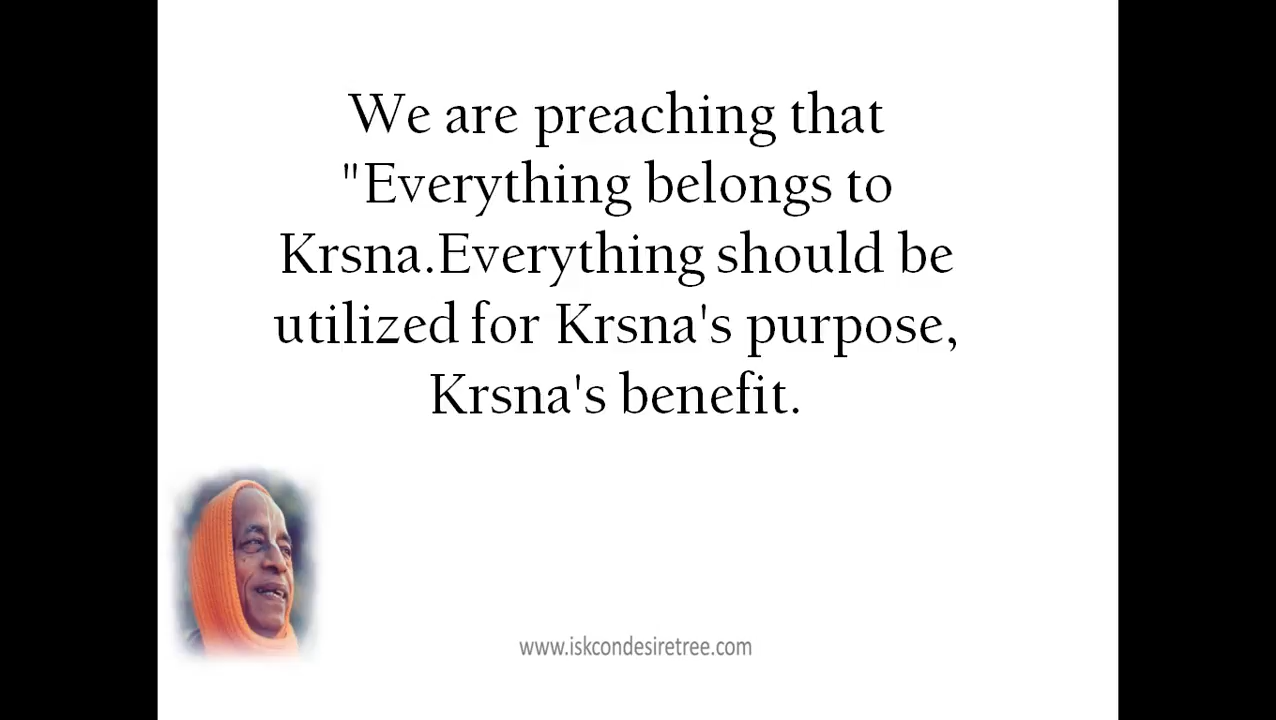 We are preaching that
"Everything belongs to
Krsna.Everything should be
utilized for Krsna's purpose,
Krsna's benefit.
www.iskcondesiretree.com